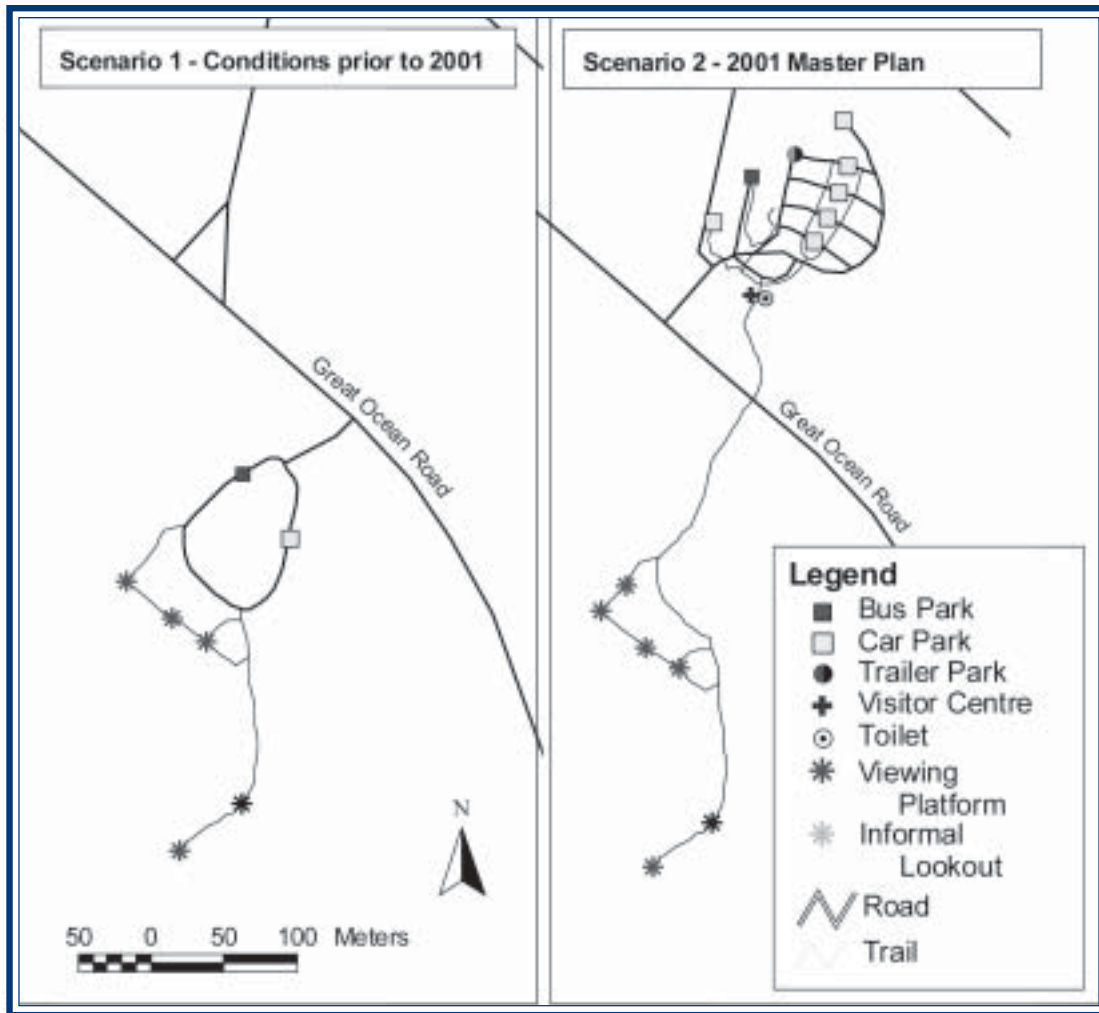 Scenario 1 - Conditions prior to 2001
Great Ocean Road
N
50 0 50 100 Meters
Scenario 2 - 2001 Master Plan
Great Ocean Road
Legend
Bus Park
Car Park
Trailer Park
Visitor Centre
Toilet
Viewing
Platform
Informal
Lookout
Road
Trail